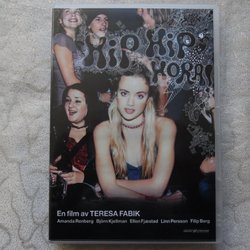 HIP HIP
HORA!
En film av TERESA FABIK
Amanda Renberg Björn Kjellman Ellen Fjæstad Linn Persson Filip Berg